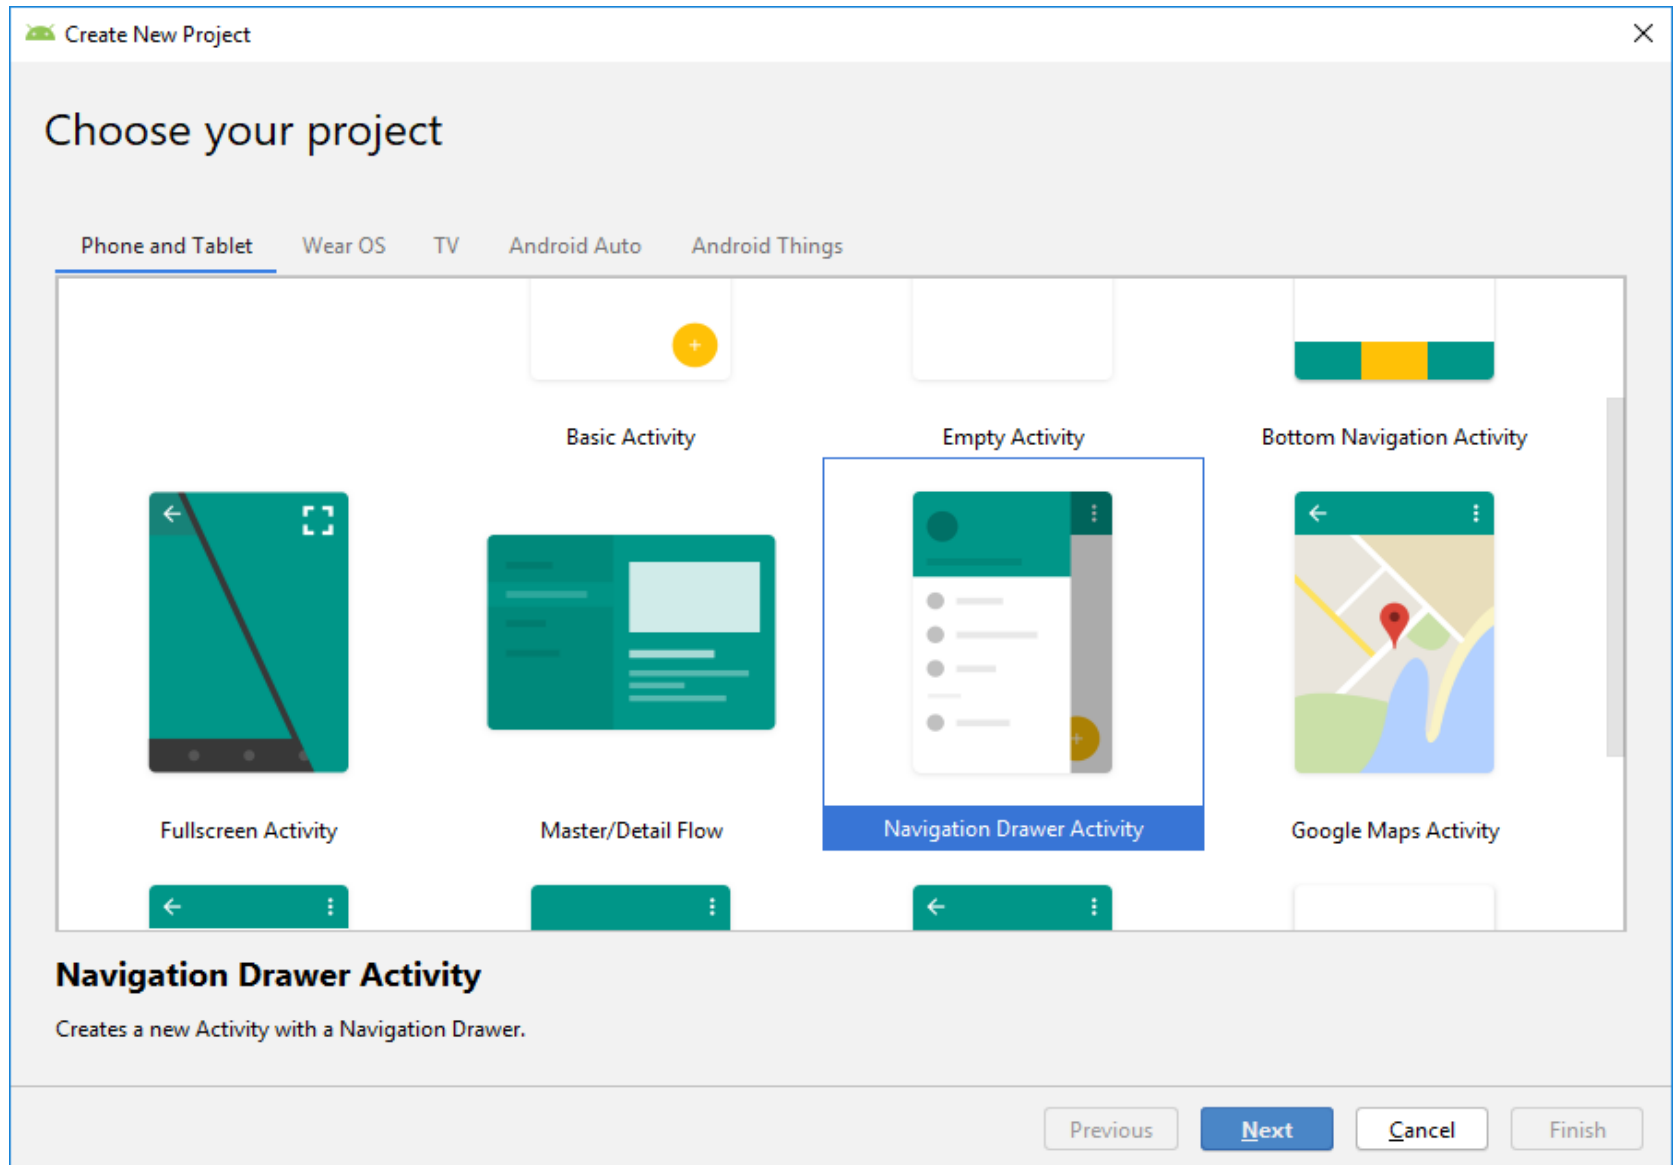 Create New Project
Choose your project
Phone and Tablet Wear OS TV Android Auto Android Things
Basic Activity Empty Activity Bottom Navigation Activity
Fullscreen Activity Master/Detail Flow Navigation Drawer Activity Google Maps Activity
Navigation Drawer Activity
Creates a new Activity with a Navigation Drawer.
Previous Next Cancel Finish